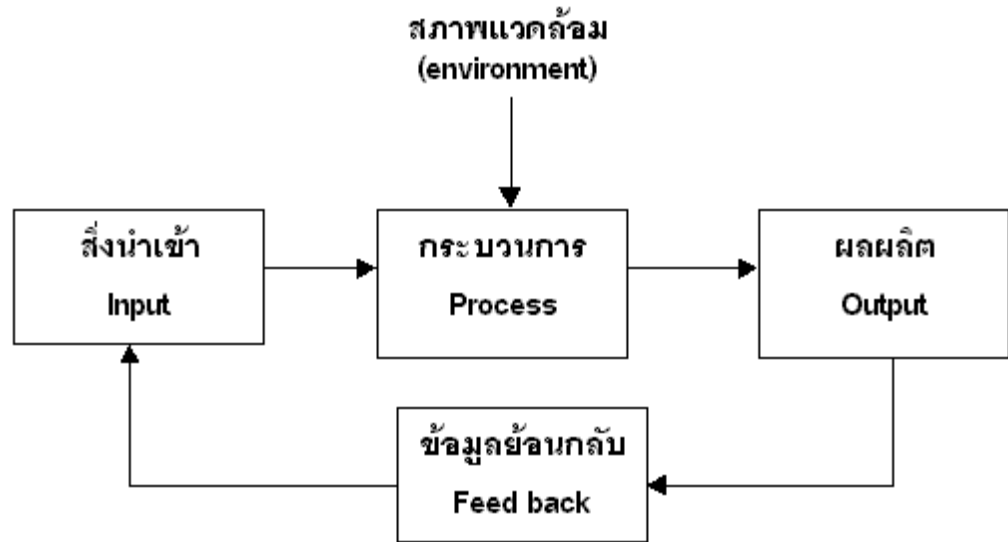 สภาพแวดล้อม
(environment)
สิ่งนำเข้า
Input
กระบวนการ
Process
ผลผลิต
Output
ข้อมูลย้อนกลับ
Feed back